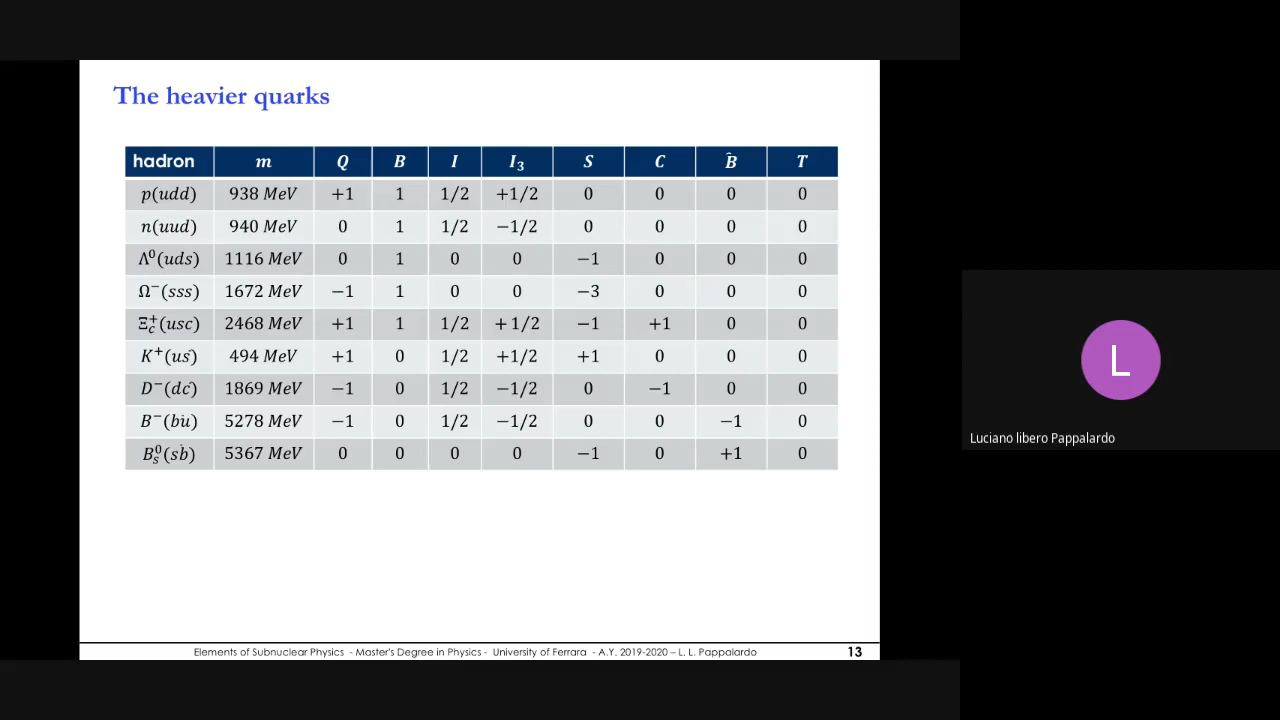 The heavier quarks
hadron m Q B I I₃ S C B̂ T
p(udd) 938 MeV +1 1 1/2 +1/2 0 0 0 0
n(uud) 940 MeV 0 1 1/2 −1/2 0 0 0 0
Λ⁰(uds) 1116 MeV 0 1 0 0 −1 0 0 0
Ω⁻(sss) 1672 MeV −1 1 0 0 −3 0 0 0
Ξc⁺(usc) 2468 MeV +1 1 1/2 + 1/2 −1 +1 0 0
K⁺(us̄) 494 MeV +1 0 1/2 +1/2 +1 0 0 0
D⁻(dc̄) 1869 MeV −1 0 1/2 −1/2 0 −1 0 0
B⁻(bū) 5278 MeV −1 0 1/2 −1/2 0 0 −1 0
Bs⁰(sb̄) 5367 MeV 0 0 0 0 −1 0 +1 0
Elements of Subnuclear Physics - Master's Degree in Physics - University of Ferrara - A.Y. 2019-2020 – L. L. Pappalardo 13
L
Luciano libero Pappalardo